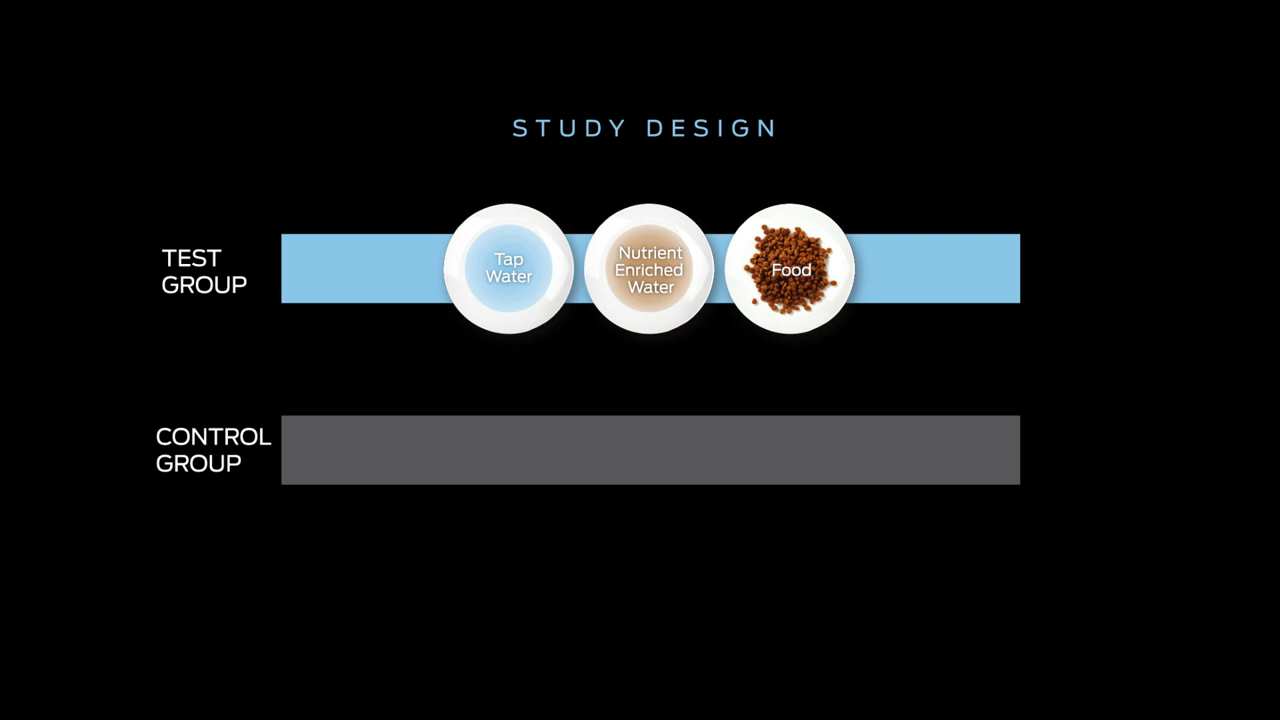 STUDY DESIGN
TEST
GROUP
Tap
Water
Nutrient
Enriched
Water
Food
CONTROL
GROUP